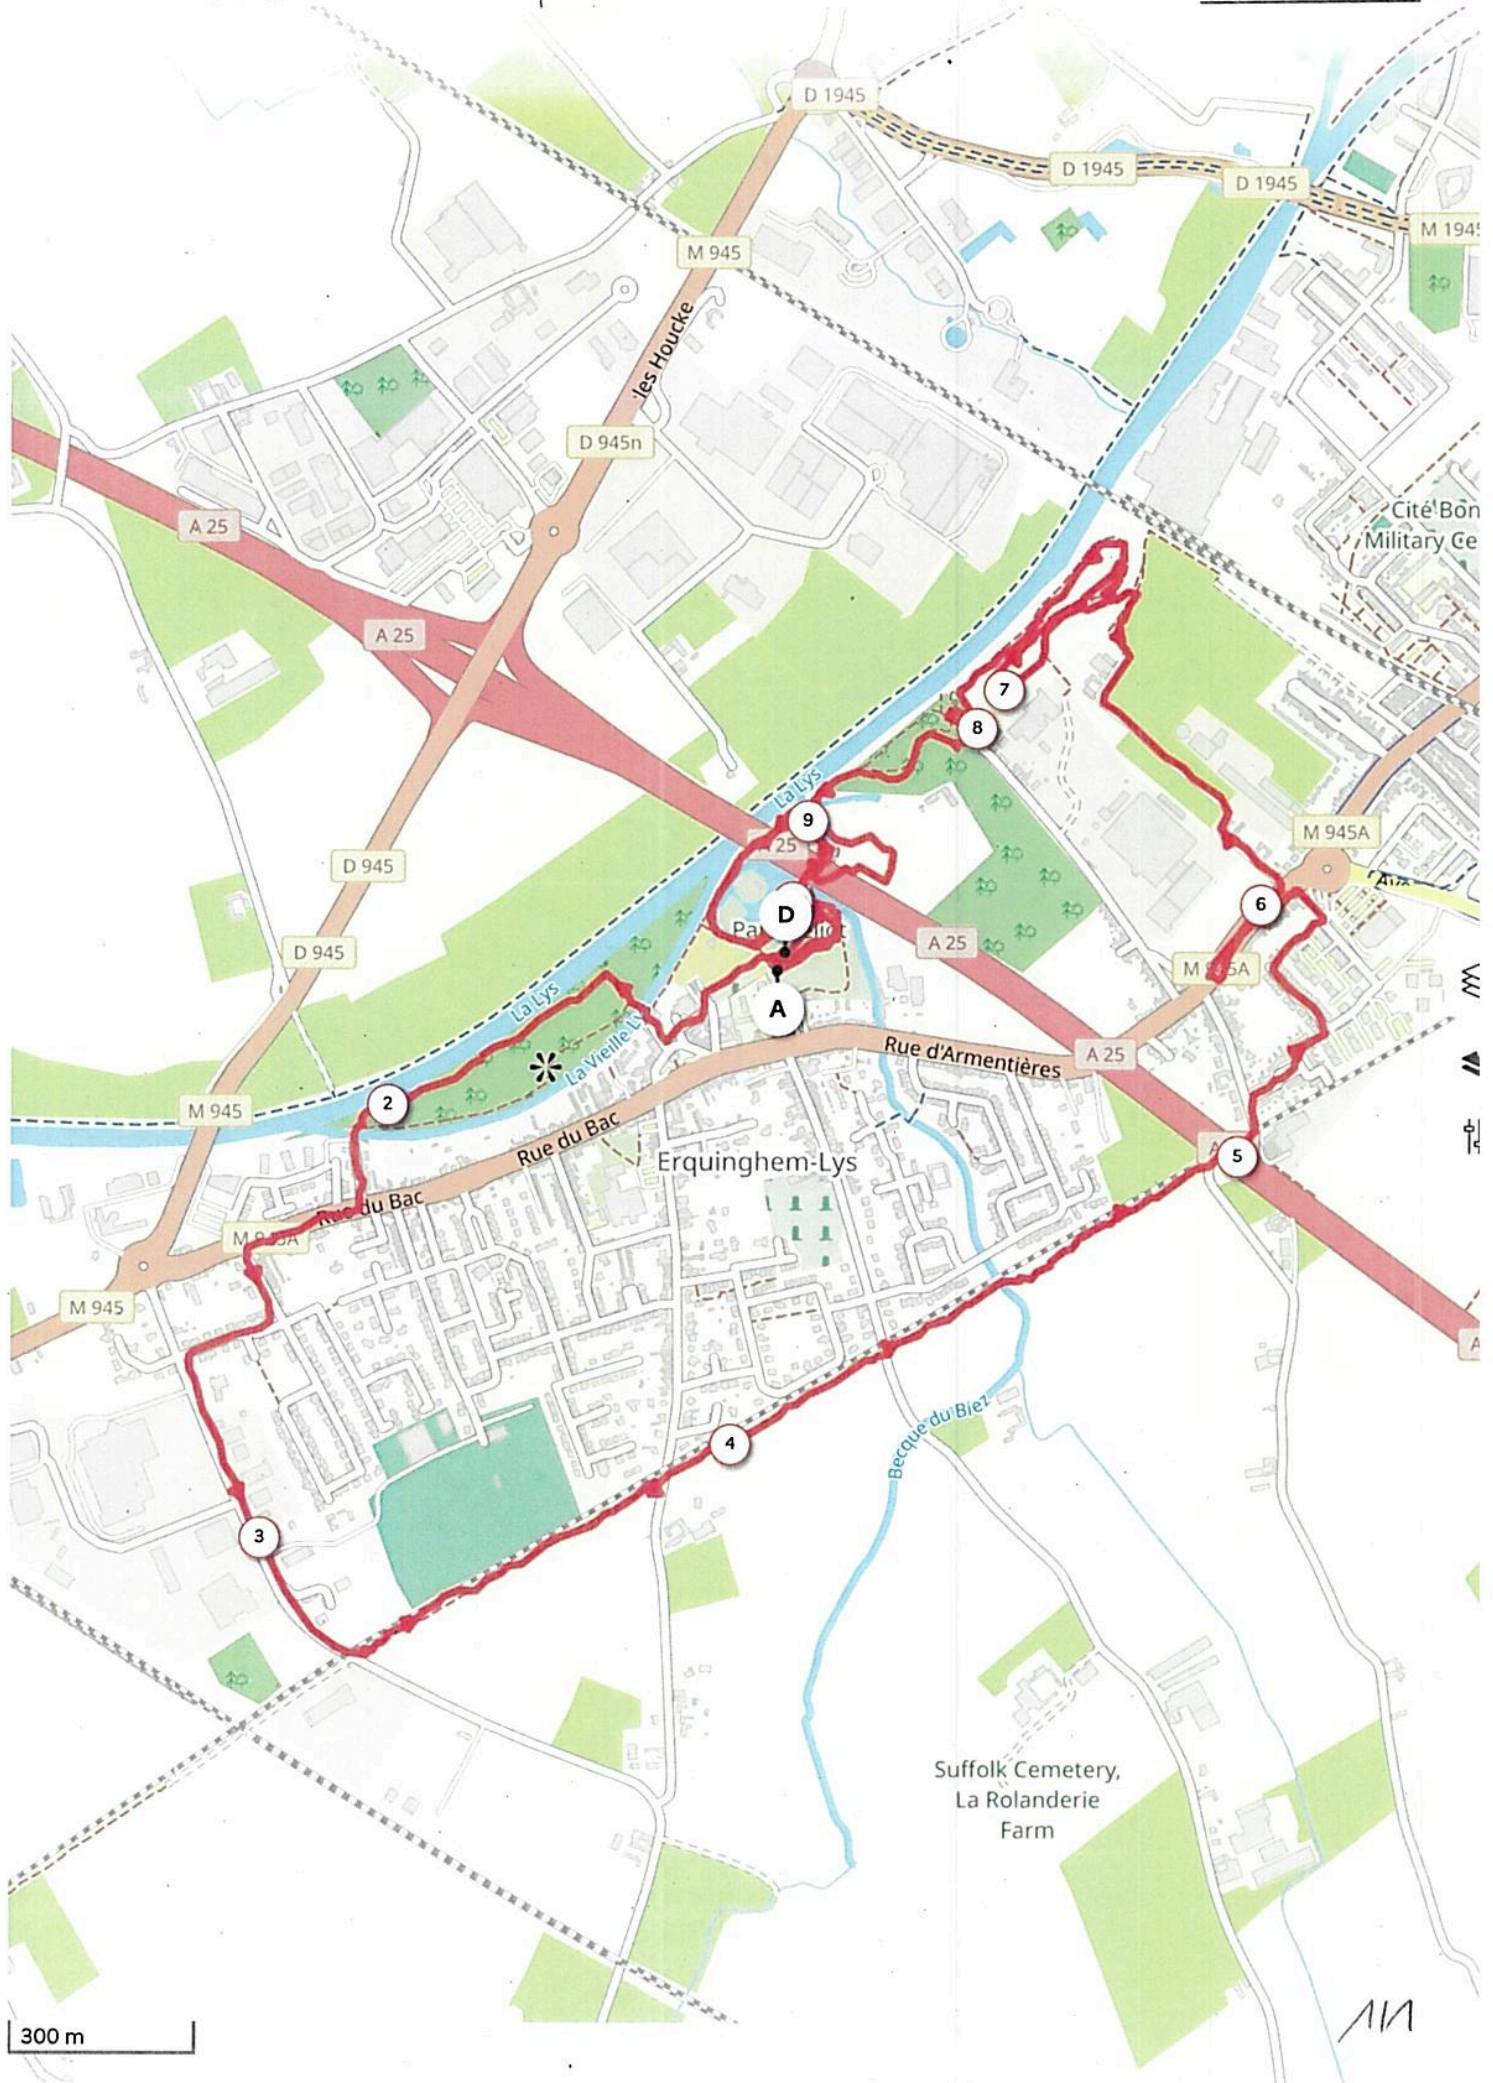 D 1945
D 1945
D 1945
M 1945
M 945
les Houcke
D 945n
A 25
Cité Bon
Military Ce
A 25
7
8
La Lys
9
M 945A
25
D 945
6
D
A 25
D 945
M
5A
La Lys
A
Rue d'Armentières
A 25
La Vieille Ly
2
M 945
Rue du Bac
Erquinghem-Lys
5
Rue du Bac
M 945
Becque du Biez
4
3
Suffolk Cemetery,
La Rolanderie
Farm
300 m